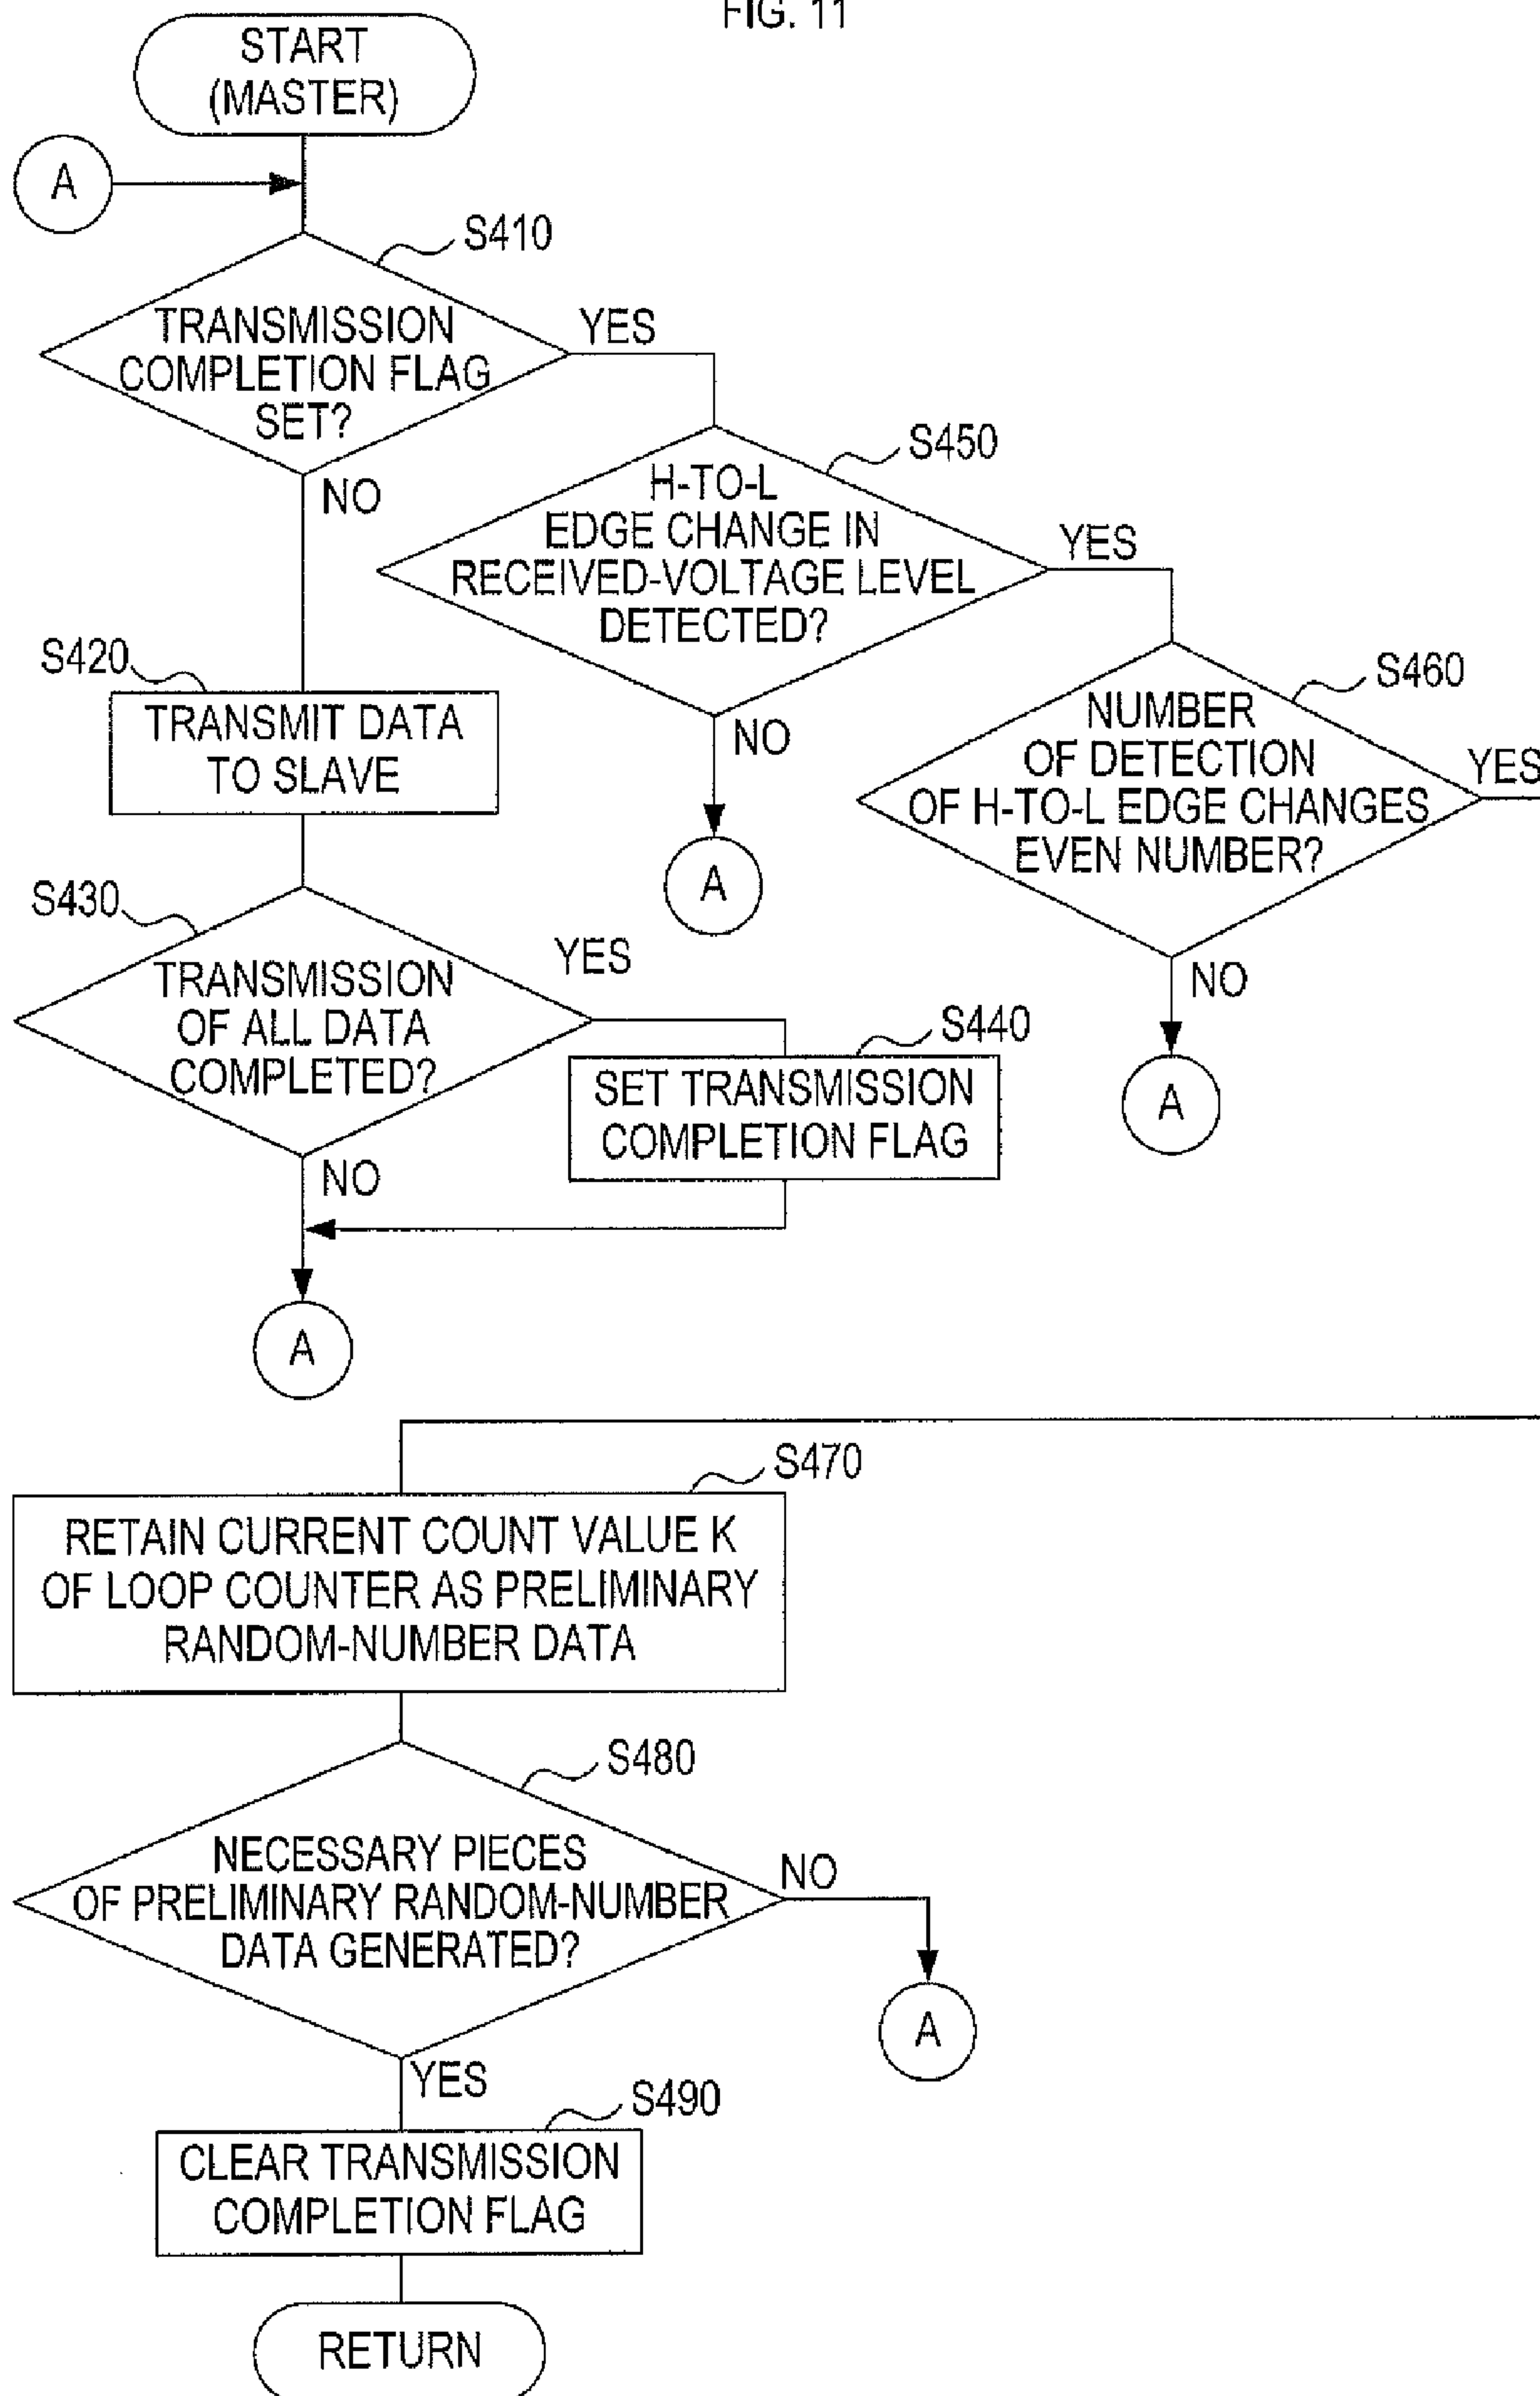 FIG. 11
START
(MASTER)
A
S410
TRANSMISSION
COMPLETION FLAG
SET?
YES
NO
S450
H-TO-L
EDGE CHANGE IN
RECEIVED-VOLTAGE LEVEL
DETECTED?
YES
NO
A
S460
NUMBER
OF DETECTION
OF H-TO-L EDGE CHANGES
EVEN NUMBER?
YES
NO
A
S420
TRANSMIT DATA
TO SLAVE
S430
TRANSMISSION
OF ALL DATA
COMPLETED?
YES
NO
S440
SET TRANSMISSION
COMPLETION FLAG
A
S470
RETAIN CURRENT COUNT VALUE K
OF LOOP COUNTER AS PRELIMINARY
RANDOM-NUMBER DATA
S480
NECESSARY PIECES
OF PRELIMINARY RANDOM-NUMBER
DATA GENERATED?
NO
A
YES
S490
CLEAR TRANSMISSION
COMPLETION FLAG
RETURN